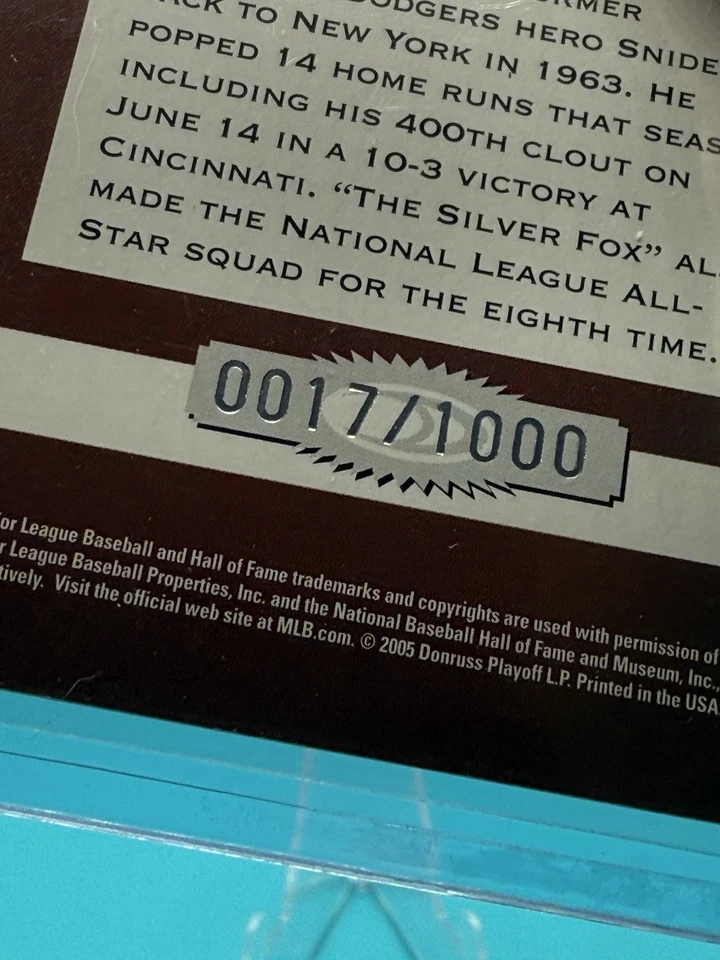 RMER
ACK TO NEW YORK IN 1963. HE
DODGERS HERO SNIDE
POPPED 14 HOME RUNS THAT SEAS
INCLUDING HIS 400TH CLOUT ON
JUNE 14 IN A 10-3 VICTORY AT
CINCINNATI. “THE SILVER FOX” AL
MADE THE NATIONAL LEAGUE ALL-
STAR SQUAD FOR THE EIGHTH TIME.
0017/1000
or League Baseball and Hall of Fame trademarks and copyrights are used with permission of
r League Baseball Properties, Inc. and the National Baseball Hall of Fame and Museum, Inc.,
tively. Visit the official web site at MLB.com. © 2005 Donruss Playoff L.P. Printed in the USA